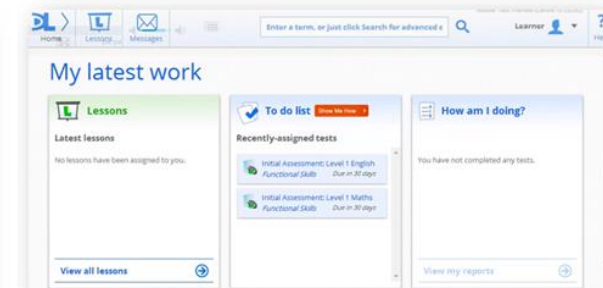 DL
Enter a term, or just click Search for advanced s
Learner
Home
Lessons
Messages
My latest work
Lessons
Latest lessons
No lessons have been assigned to you.
View all lessons
To do list Show Me How
Recently-assigned tests
Initial Assessment: Level 1 English
Functional Skills Due in 30 days
Initial Assessment: Level 1 Maths
Functional Skills Due in 30 days
How am I doing?
You have not completed any tests.
View my reports